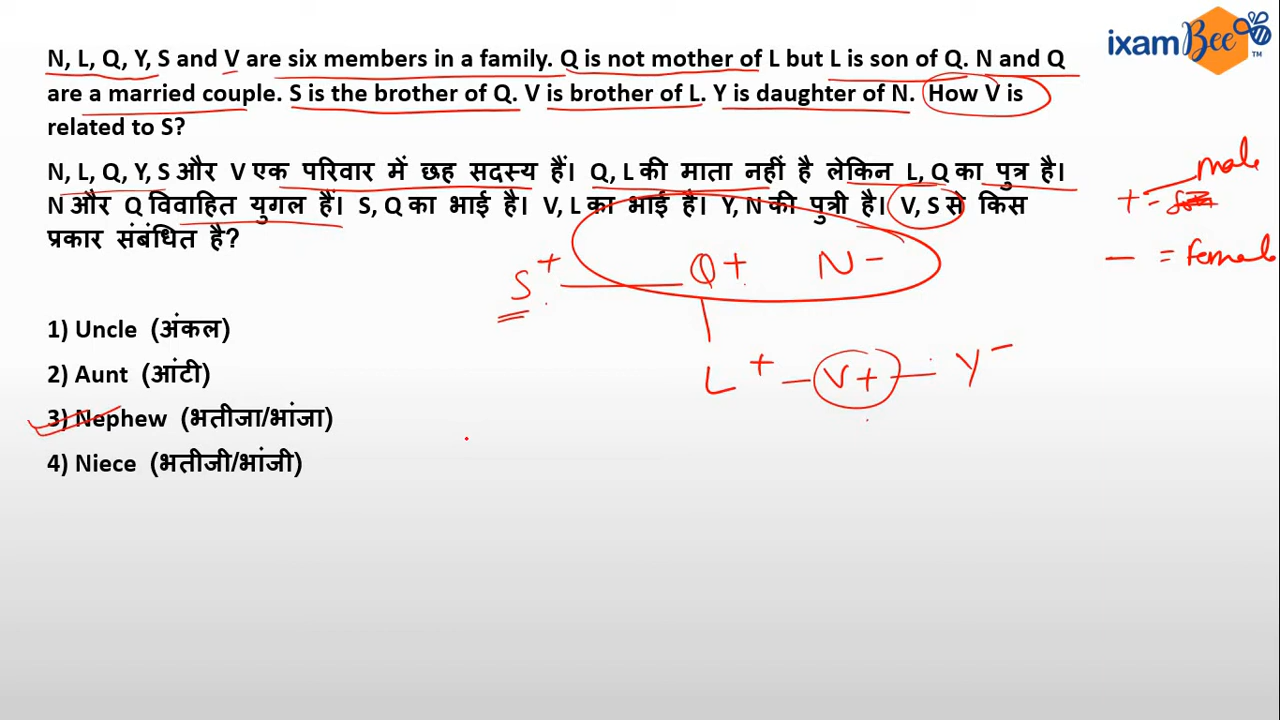 ixamBee
TM
N, L, Q, Y, S and V are six members in a family. Q is not mother of L but L is son of Q. N and Q
are a married couple. S is the brother of Q. V is brother of L. Y is daughter of N. How V is
related to S?
N, L, Q, Y, S और V एक परिवार में छह सदस्य हैं। Q, L की माता नहीं है लेकिन L, Q का पुत्र है।
N और Q विवाहित युगल हैं। S, Q का भाई है। V, L का भाई है। Y, N की पुत्री है। V, S से किस
प्रकार संबंधित है?
male
+ -
- = female
S + Q + N -
L + - V + - Y -
1) Uncle (अंकल)
2) Aunt (आंटी)
3) Nephew (भतीजा/भांजा)
4) Niece (भतीजी/भांजी)